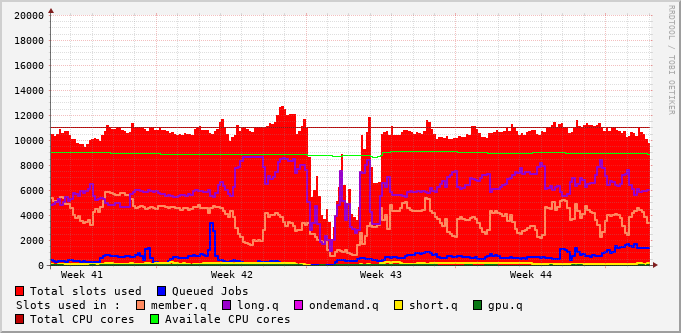 20000
18000
16000
14000
12000
10000
8000
6000
4000
2000
0
RRDTOOL / TOBI OETIKER
Week 41 Week 42 Week 43 Week 44
Total slots used Queued Jobs
Slots used in : member.q long.q ondemand.q short.q gpu.q
Total CPU cores Availale CPU cores